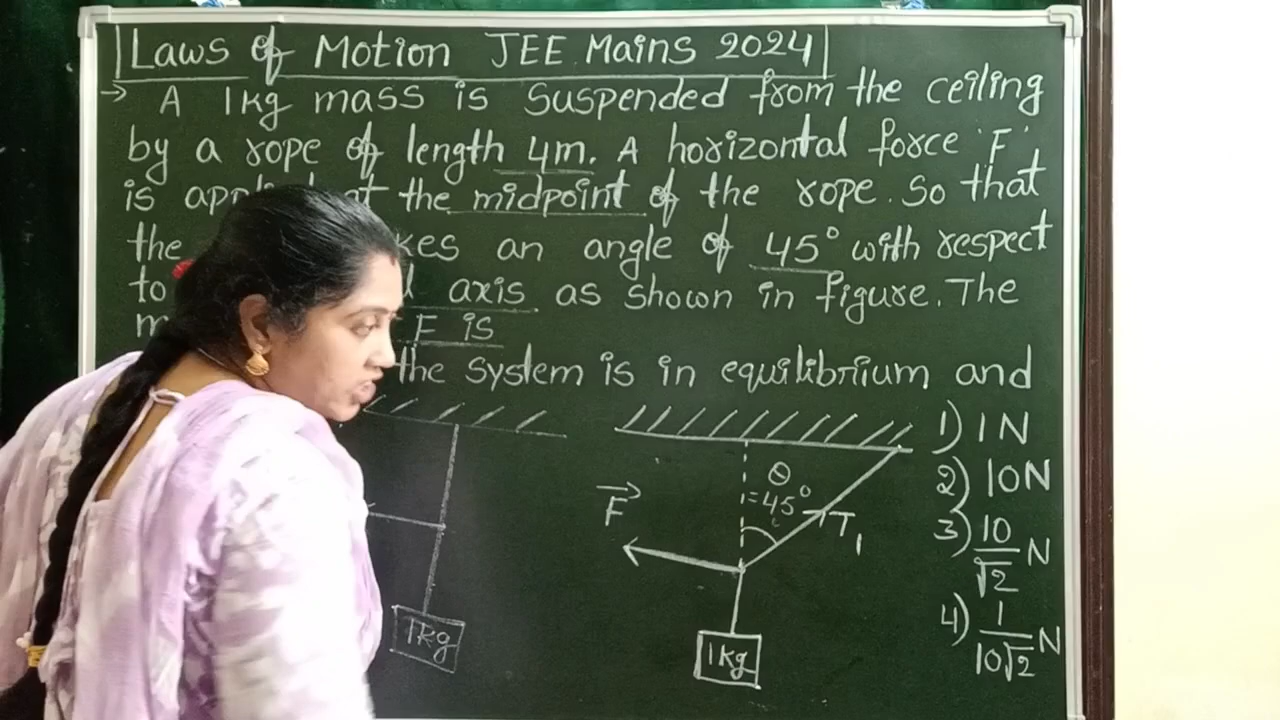 Laws of Motion JEE Mains 2024
→ A 1kg mass is suspended from the ceiling
by a rope of length 4m. A horizontal force 'F'
is at the midpoint of the rope. So that
the an angle of 45° with respect
to axis as shown in figure. The
F is
the system is in equilibriium and
1) 1N
2) 10N
3) 10/√2 N
4) 1/10√2 N
1kg
F⃗
θ
=45°
T₁
1kg